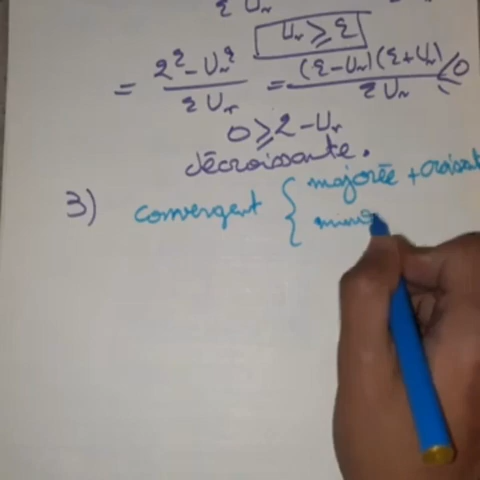 2 Uₙ
Uₙ ≥ 2
= (2² - Uₙ²) / (2 Uₙ) = (2 - Uₙ)(2 + Uₙ) / (2 Uₙ) ≤ 0
0 ≥ 2 - Uₙ
décroissante.
3) convergent { majorée + croissant